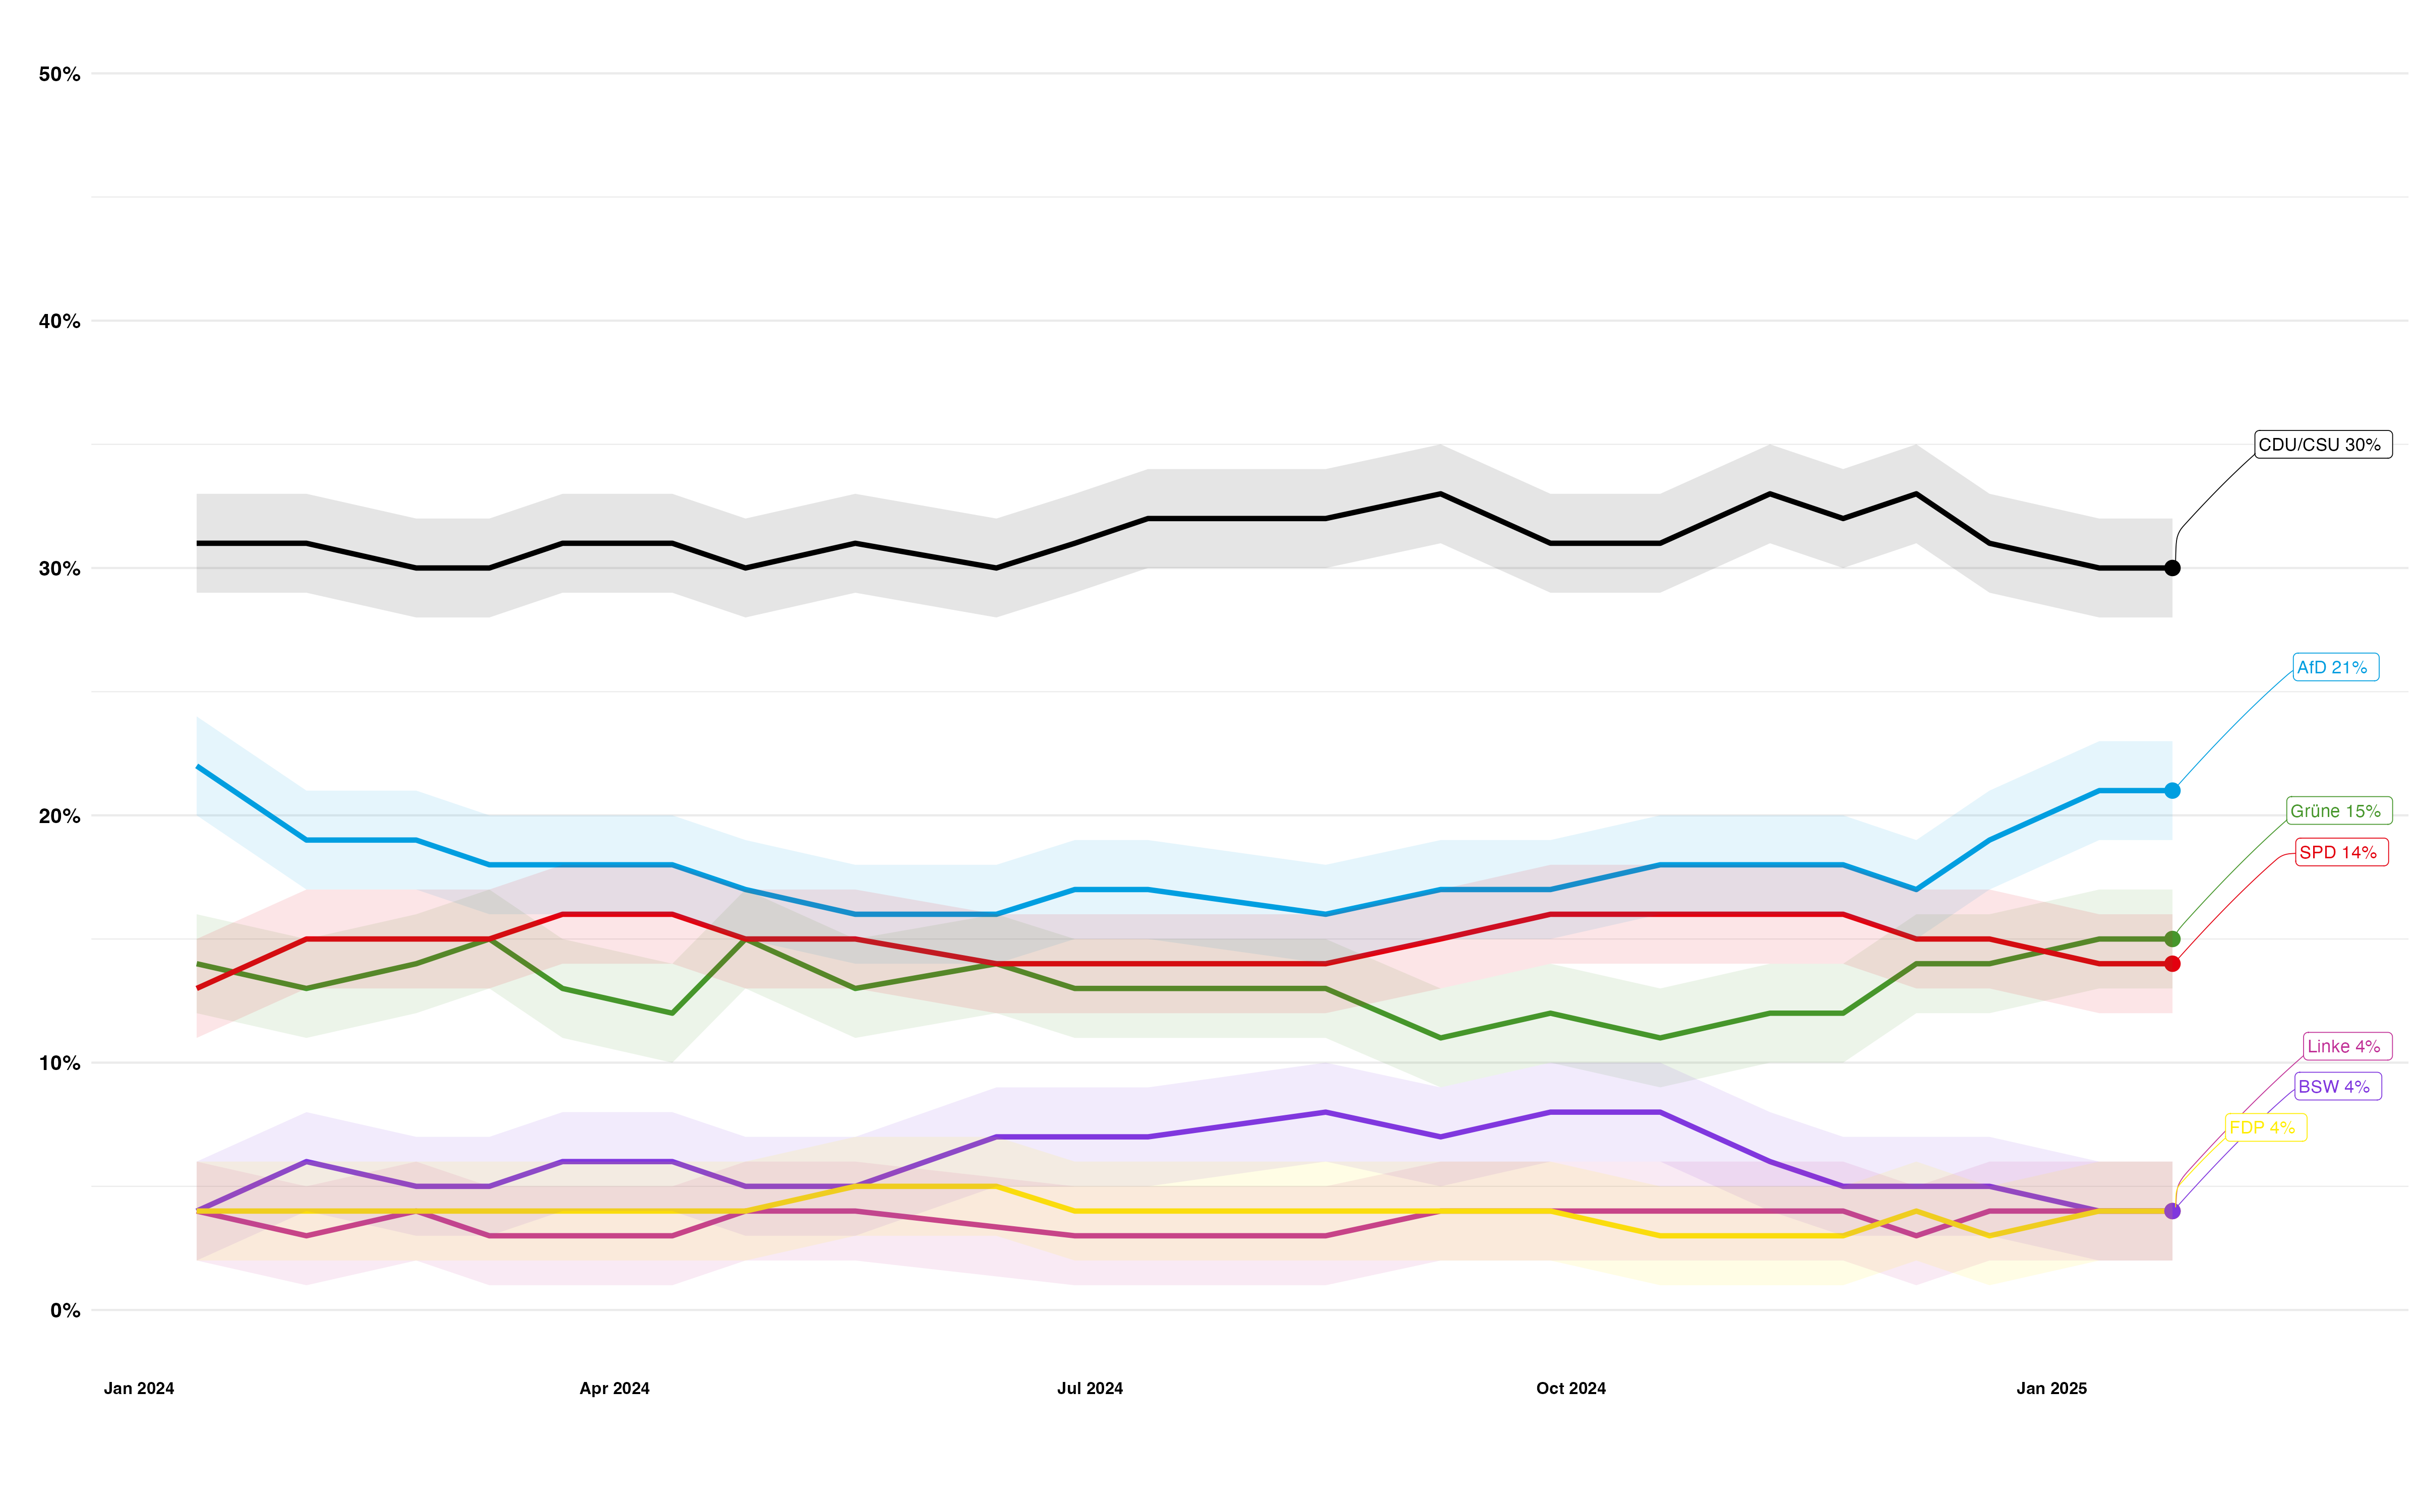 50%
40%
CDU/CSU 30%
30%
AfD 21%
Grüne 15%
20%
SPD 14%
Linke 4%
10%
BSW 4%
FDP 4%
0%
Jan 2024
Apr 2024
Jul 2024
Oct 2024
Jan 2025